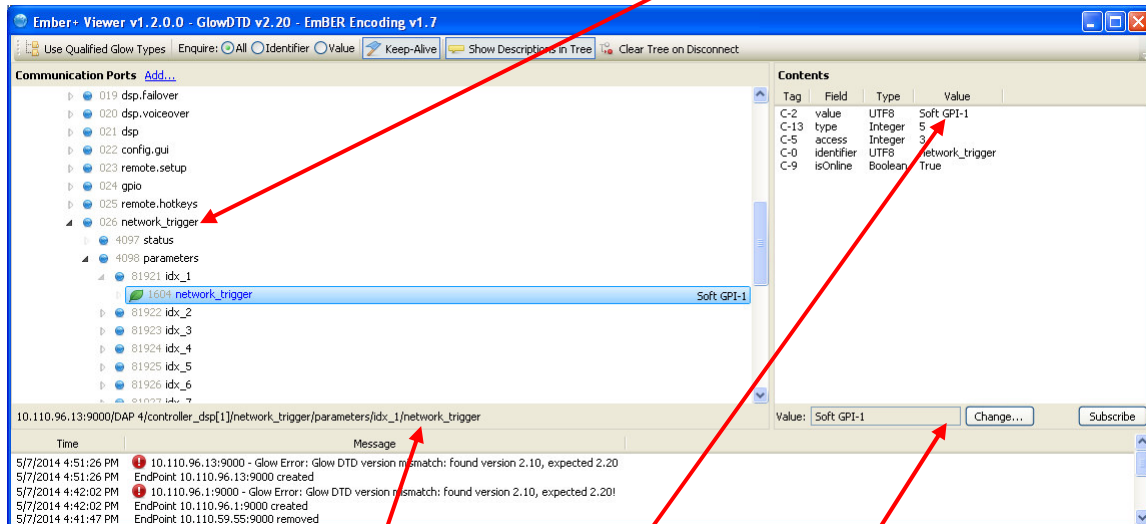 Ember+ Viewer v1.2.0.0 - GlowDTD v2.20 - EmBER Encoding v1.7
Use Qualified Glow Types Enquire: All Identifier Value Keep-Alive Show Descriptions in Tree Clear Tree on Disconnect
Communication Ports Add...
019 dsp.failover
020 dsp.voiceover
021 dsp
022 config.gui
023 remote.setup
024 gpio
025 remote.hotkeys
026 network_trigger
4097 status
4098 parameters
81921 idx_1
1604 network_trigger Soft GPI-1
81922 idx_2
81923 idx_3
81924 idx_4
81925 idx_5
81926 idx_6
81927 idx_7
10.110.96.13:9000/DAP 4/controller_dsp[1]/network_trigger/parameters/idx_1/network_trigger
Contents
Tag Field Type Value
C-2 value UTF8 Soft GPI-1
C-13 type Integer 5
C-5 access Integer 3
C-0 identifier UTF8 network_trigger
C-9 isOnline Boolean True
Value: Soft GPI-1 Change... Subscribe
Time Message
5/7/2014 4:51:26 PM 10.110.96.13:9000 - Glow Error: Glow DTD version mismatch: found version 2.10, expected 2.20
5/7/2014 4:51:26 PM EndPoint 10.110.96.13:9000 created
5/7/2014 4:42:02 PM 10.110.96.1:9000 - Glow Error: Glow DTD version mismatch: found version 2.10, expected 2.20!
5/7/2014 4:42:02 PM EndPoint 10.110.96.1:9000 created
5/7/2014 4:41:47 PM EndPoint 10.110.59.55:9000 removed